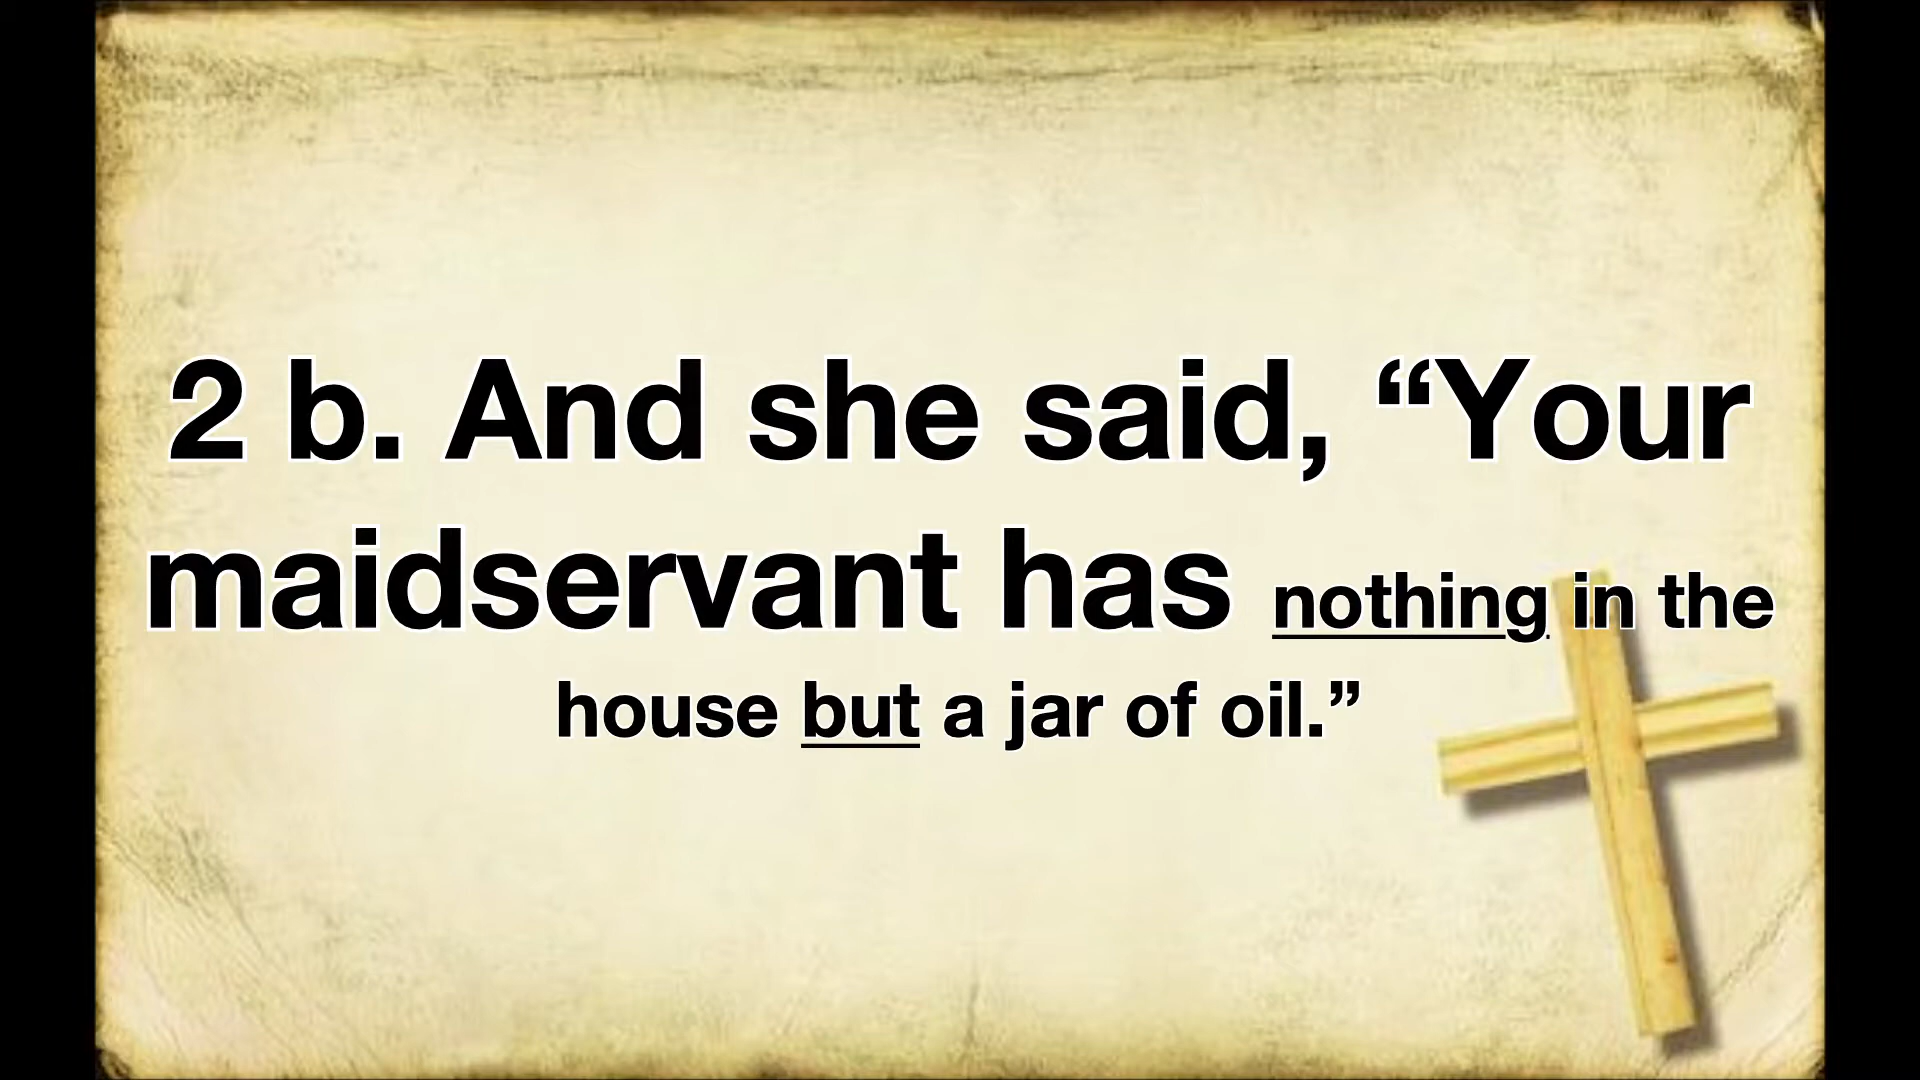 2 b. And she said, “Your
maidservant has nothing in the
house but a jar of oil.”